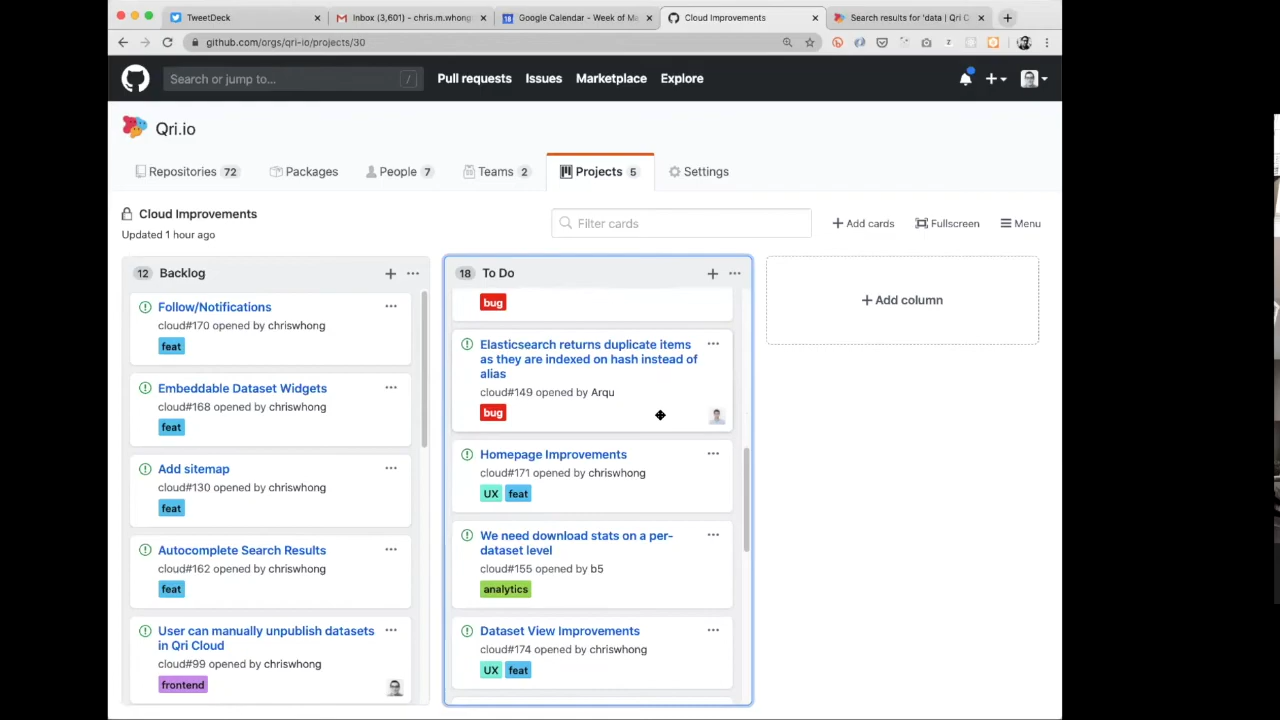 TweetDeck
Inbox (3,601) - chris.m.whong
Google Calendar - Week of Ma
Cloud Improvements
Search results for 'data | Qri C
github.com/orgs/qri-io/projects/30
Search or jump to...
/
Pull requests
Issues
Marketplace
Explore
Qri.io
Repositories 72
Packages
People 7
Teams 2
Projects 5
Settings
Cloud Improvements
Updated 1 hour ago
Filter cards
Add cards
Fullscreen
Menu
12 Backlog
Follow/Notifications
cloud#170 opened by chriswhong
feat
Embeddable Dataset Widgets
cloud#168 opened by chriswhong
feat
Add sitemap
cloud#130 opened by chriswhong
feat
Autocomplete Search Results
cloud#162 opened by chriswhong
feat
User can manually unpublish datasets
in Qri Cloud
cloud#99 opened by chriswhong
frontend
18 To Do
bug
Elasticsearch returns duplicate items
as they are indexed on hash instead of
alias
cloud#149 opened by Arqu
bug
Homepage Improvements
cloud#171 opened by chriswhong
UX feat
We need download stats on a per-
dataset level
cloud#155 opened by b5
analytics
Dataset View Improvements
cloud#174 opened by chriswhong
UX feat
Add column